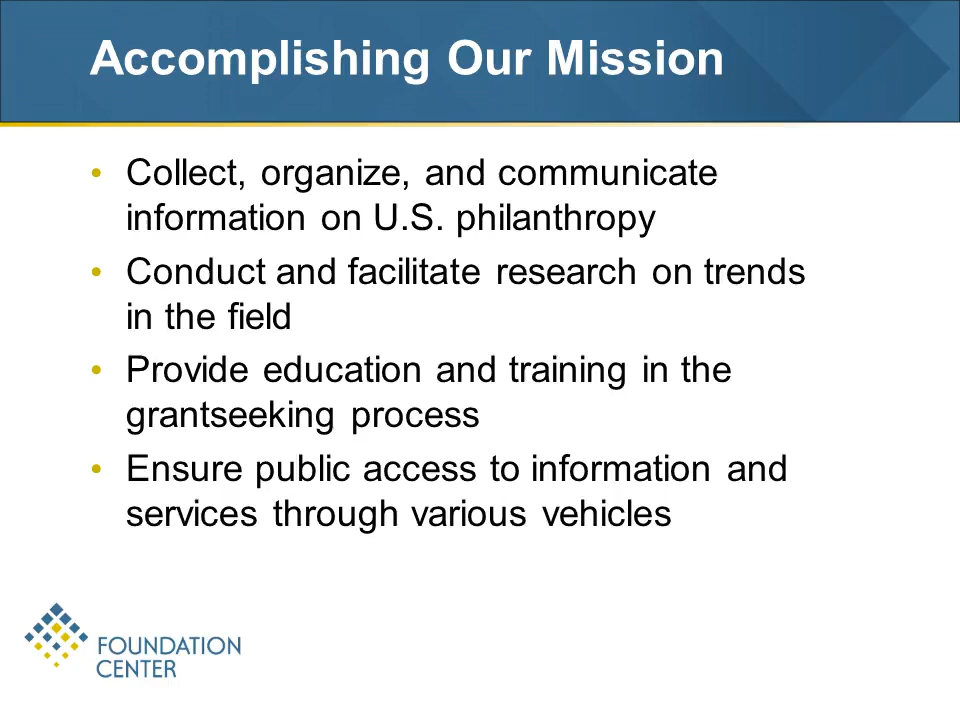 Accomplishing Our Mission
• Collect, organize, and communicate
information on U.S. philanthropy
• Conduct and facilitate research on trends
in the field
• Provide education and training in the
grantseeking process
• Ensure public access to information and
services through various vehicles
FOUNDATION
CENTER